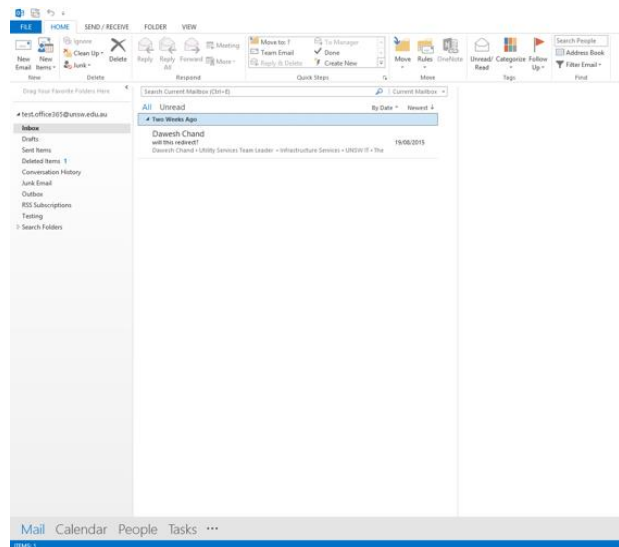 FILE HOME SEND / RECEIVE FOLDER VIEW
New Email
New Items
Ignore
Clean Up
Junk
Delete
Reply
Reply All
Forward
Meeting
More
Move to: ?
Team Email
Reply & Delete
To Manager
Done
Create New
Move
Rules
OneNote
Unread/ Read
Categorize
Follow Up
Search People
Address Book
Filter Email
New Delete Respond Quick Steps Move Tags Find
Drag Your Favorite Folders Here
Search Current Mailbox (Ctrl+E) Current Mailbox
All Unread By Date Newest
test.office365@unsw.edu.au
Two Weeks Ago
Inbox
Drafts
Sent Items
Deleted Items 1
Conversation History
Junk Email
Outbox
RSS Subscriptions
Testing
Search Folders
Dawesh Chand
will this redirect? 19/08/2015
Dawesh Chand • Utility Services Team Leader • Infrastructure Services • UNSW IT • The
Mail Calendar People Tasks •••
ITEMS: 1